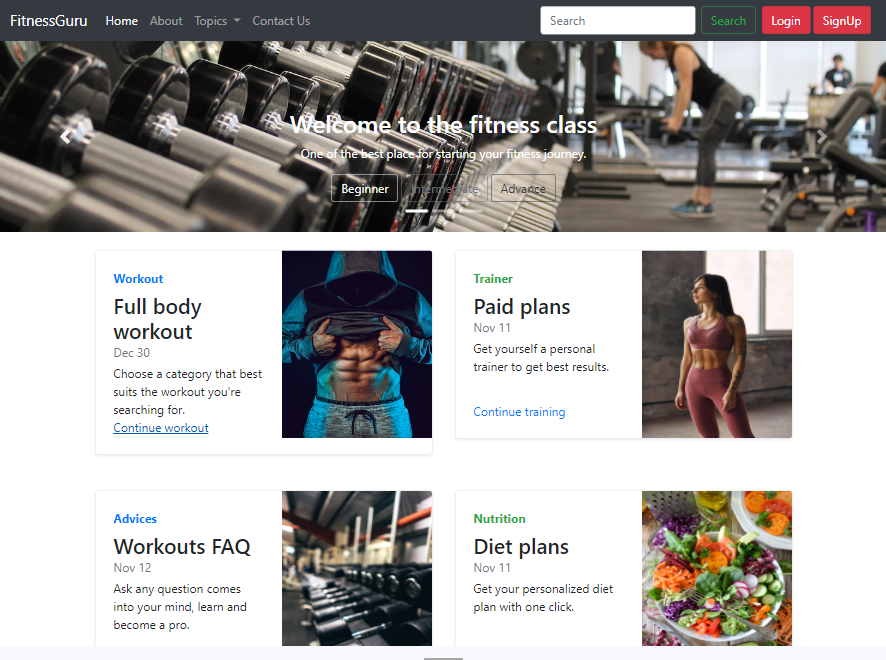 FitnessGuru Home About Topics Contact Us Search Search Login SignUp
Welcome to the fitness class
One of the best place for starting your fitness journey.
Beginner Intermediate Advance
Workout
Full body
workout
Dec 30
Choose a category that best
suits the workout you're
searching for.
Continue workout
Trainer
Paid plans
Nov 11
Get yourself a personal
trainer to get best results.
Continue training
Advices
Workouts FAQ
Nov 12
Ask any question comes
into your mind, learn and
become a pro.
Nutrition
Diet plans
Nov 11
Get your personalized diet
plan with one click.